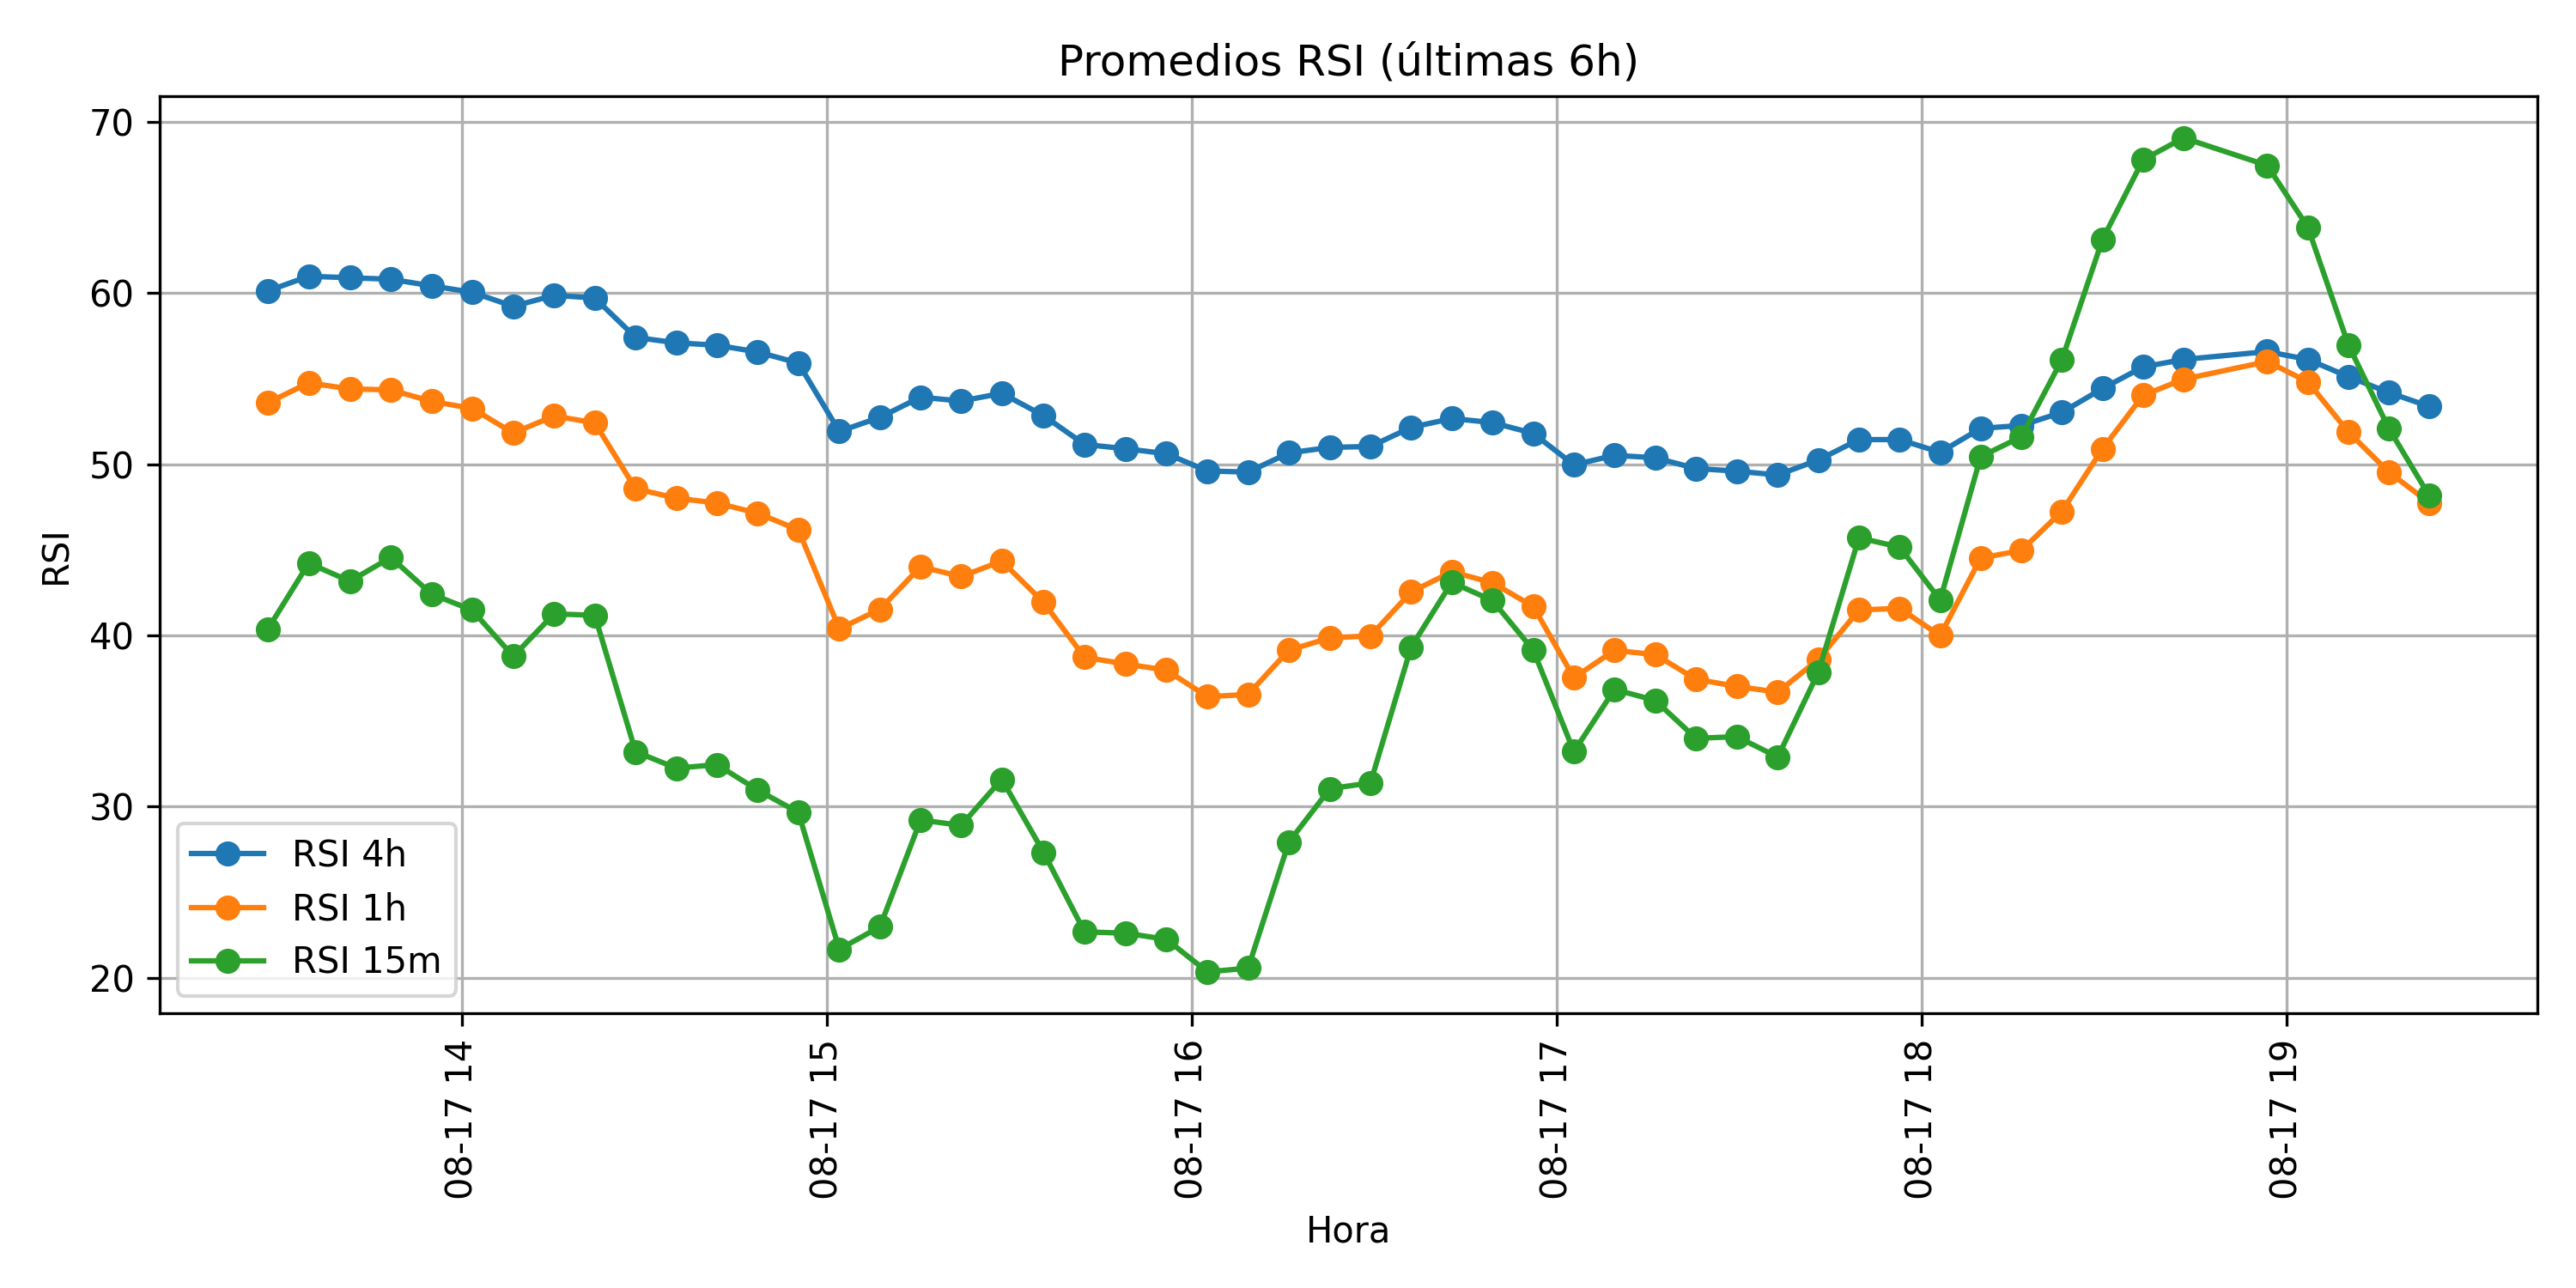 Promedios RSI (últimas 6h)
70
60
50
40
30
20
RSI
RSI 4h
RSI 1h
RSI 15m
08-17 14
08-17 15
08-17 16
08-17 17
08-17 18
08-17 19
Hora